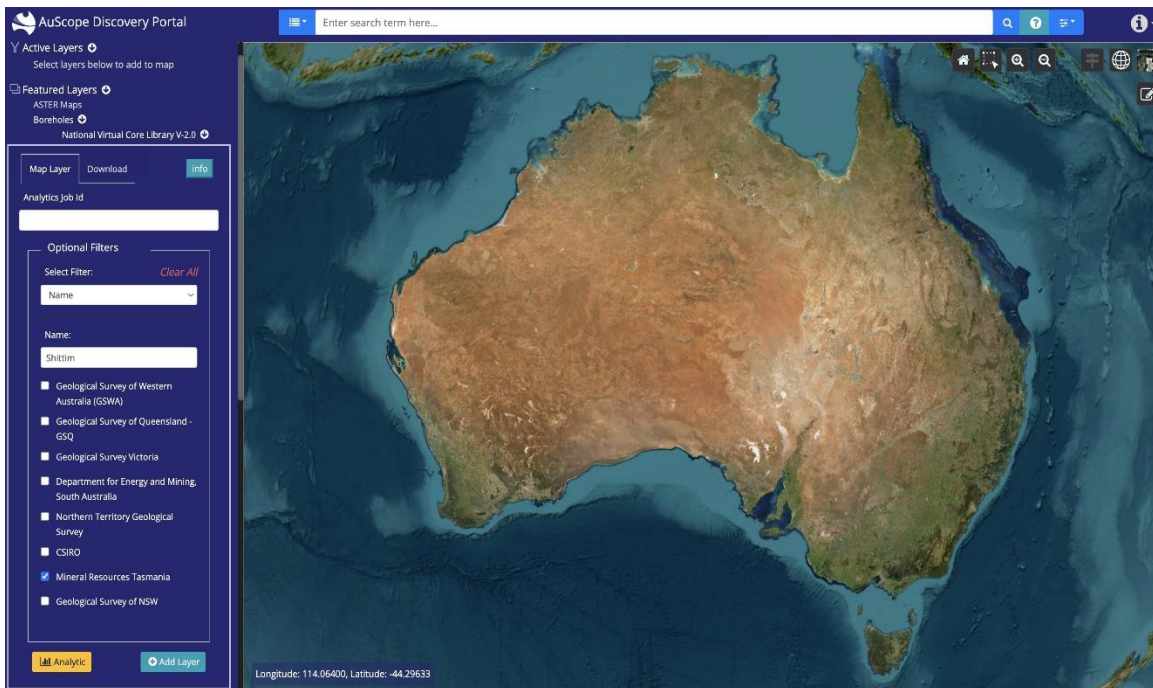 AuScope Discovery Portal
Enter search term here...
Active Layers
Select layers below to add to map
Featured Layers
ASTER Maps
Boreholes
National Virtual Core Library V-2.0
Map Layer Download info
Analytics Job Id
Optional Filters
Select Filter: Clear All
Name
Name:
Shittim
Geological Survey of Western
Australia (GSWA)
Geological Survey of Queensland -
GSQ
Geological Survey Victoria
Department for Energy and Mining,
South Australia
Northern Territory Geological
Survey
CSIRO
Mineral Resources Tasmania
Geological Survey of NSW
Analytic Add Layer
Longitude: 114.06400, Latitude: -44.29633